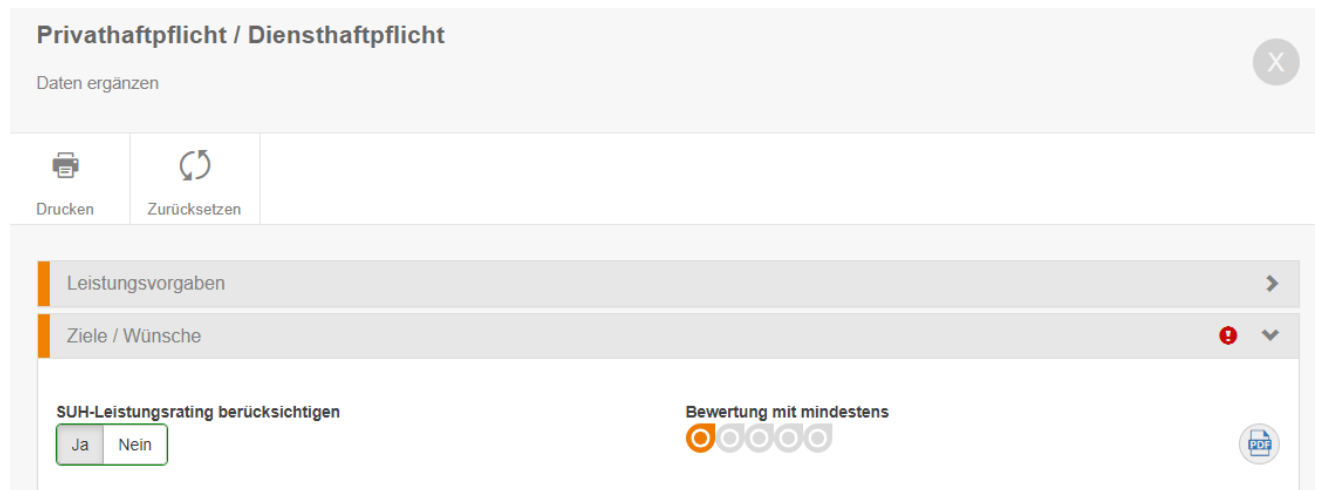 Privathaftpflicht / Diensthaftpflicht
X
Daten ergänzen
Drucken
Zurücksetzen
Leistungsvorgaben
Ziele / Wünsche
SUH-Leistungsrating berücksichtigen
Bewertung mit mindestens
Ja
Nein
PDF